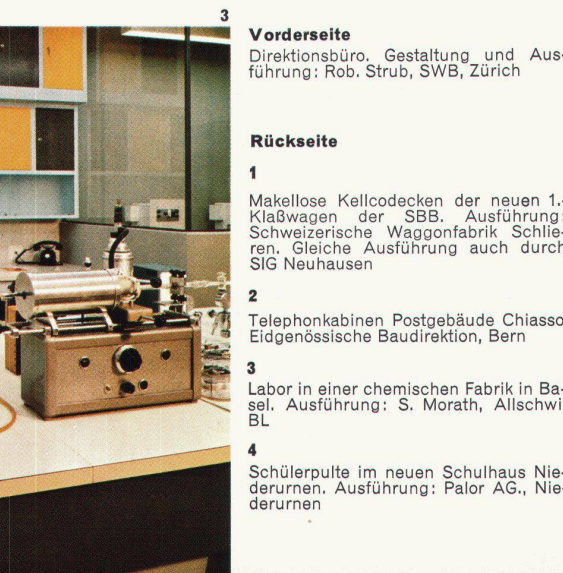 3
Vorderseite
Direktionsbüro. Gestaltung und Aus-
führung: Rob. Strub, SWB, Zürich
Rückseite
1
Makellose Kellcodecken der neuen 1.-
Klaßwagen der SBB. Ausführung:
Schweizerische Waggonfabrik Schlie-
ren. Gleiche Ausführung auch durch
SIG Neuhausen
2
Telephonkabinen Postgebäude Chiasso
Eidgenössische Baudirektion, Bern
3
Labor in einer chemischen Fabrik in Ba-
sel. Ausführung: S. Morath, Allschwi
BL
4
Schülerpulte im neuen Schulhaus Nie-
derurnen. Ausführung: Palor AG., Nie-
derurnen